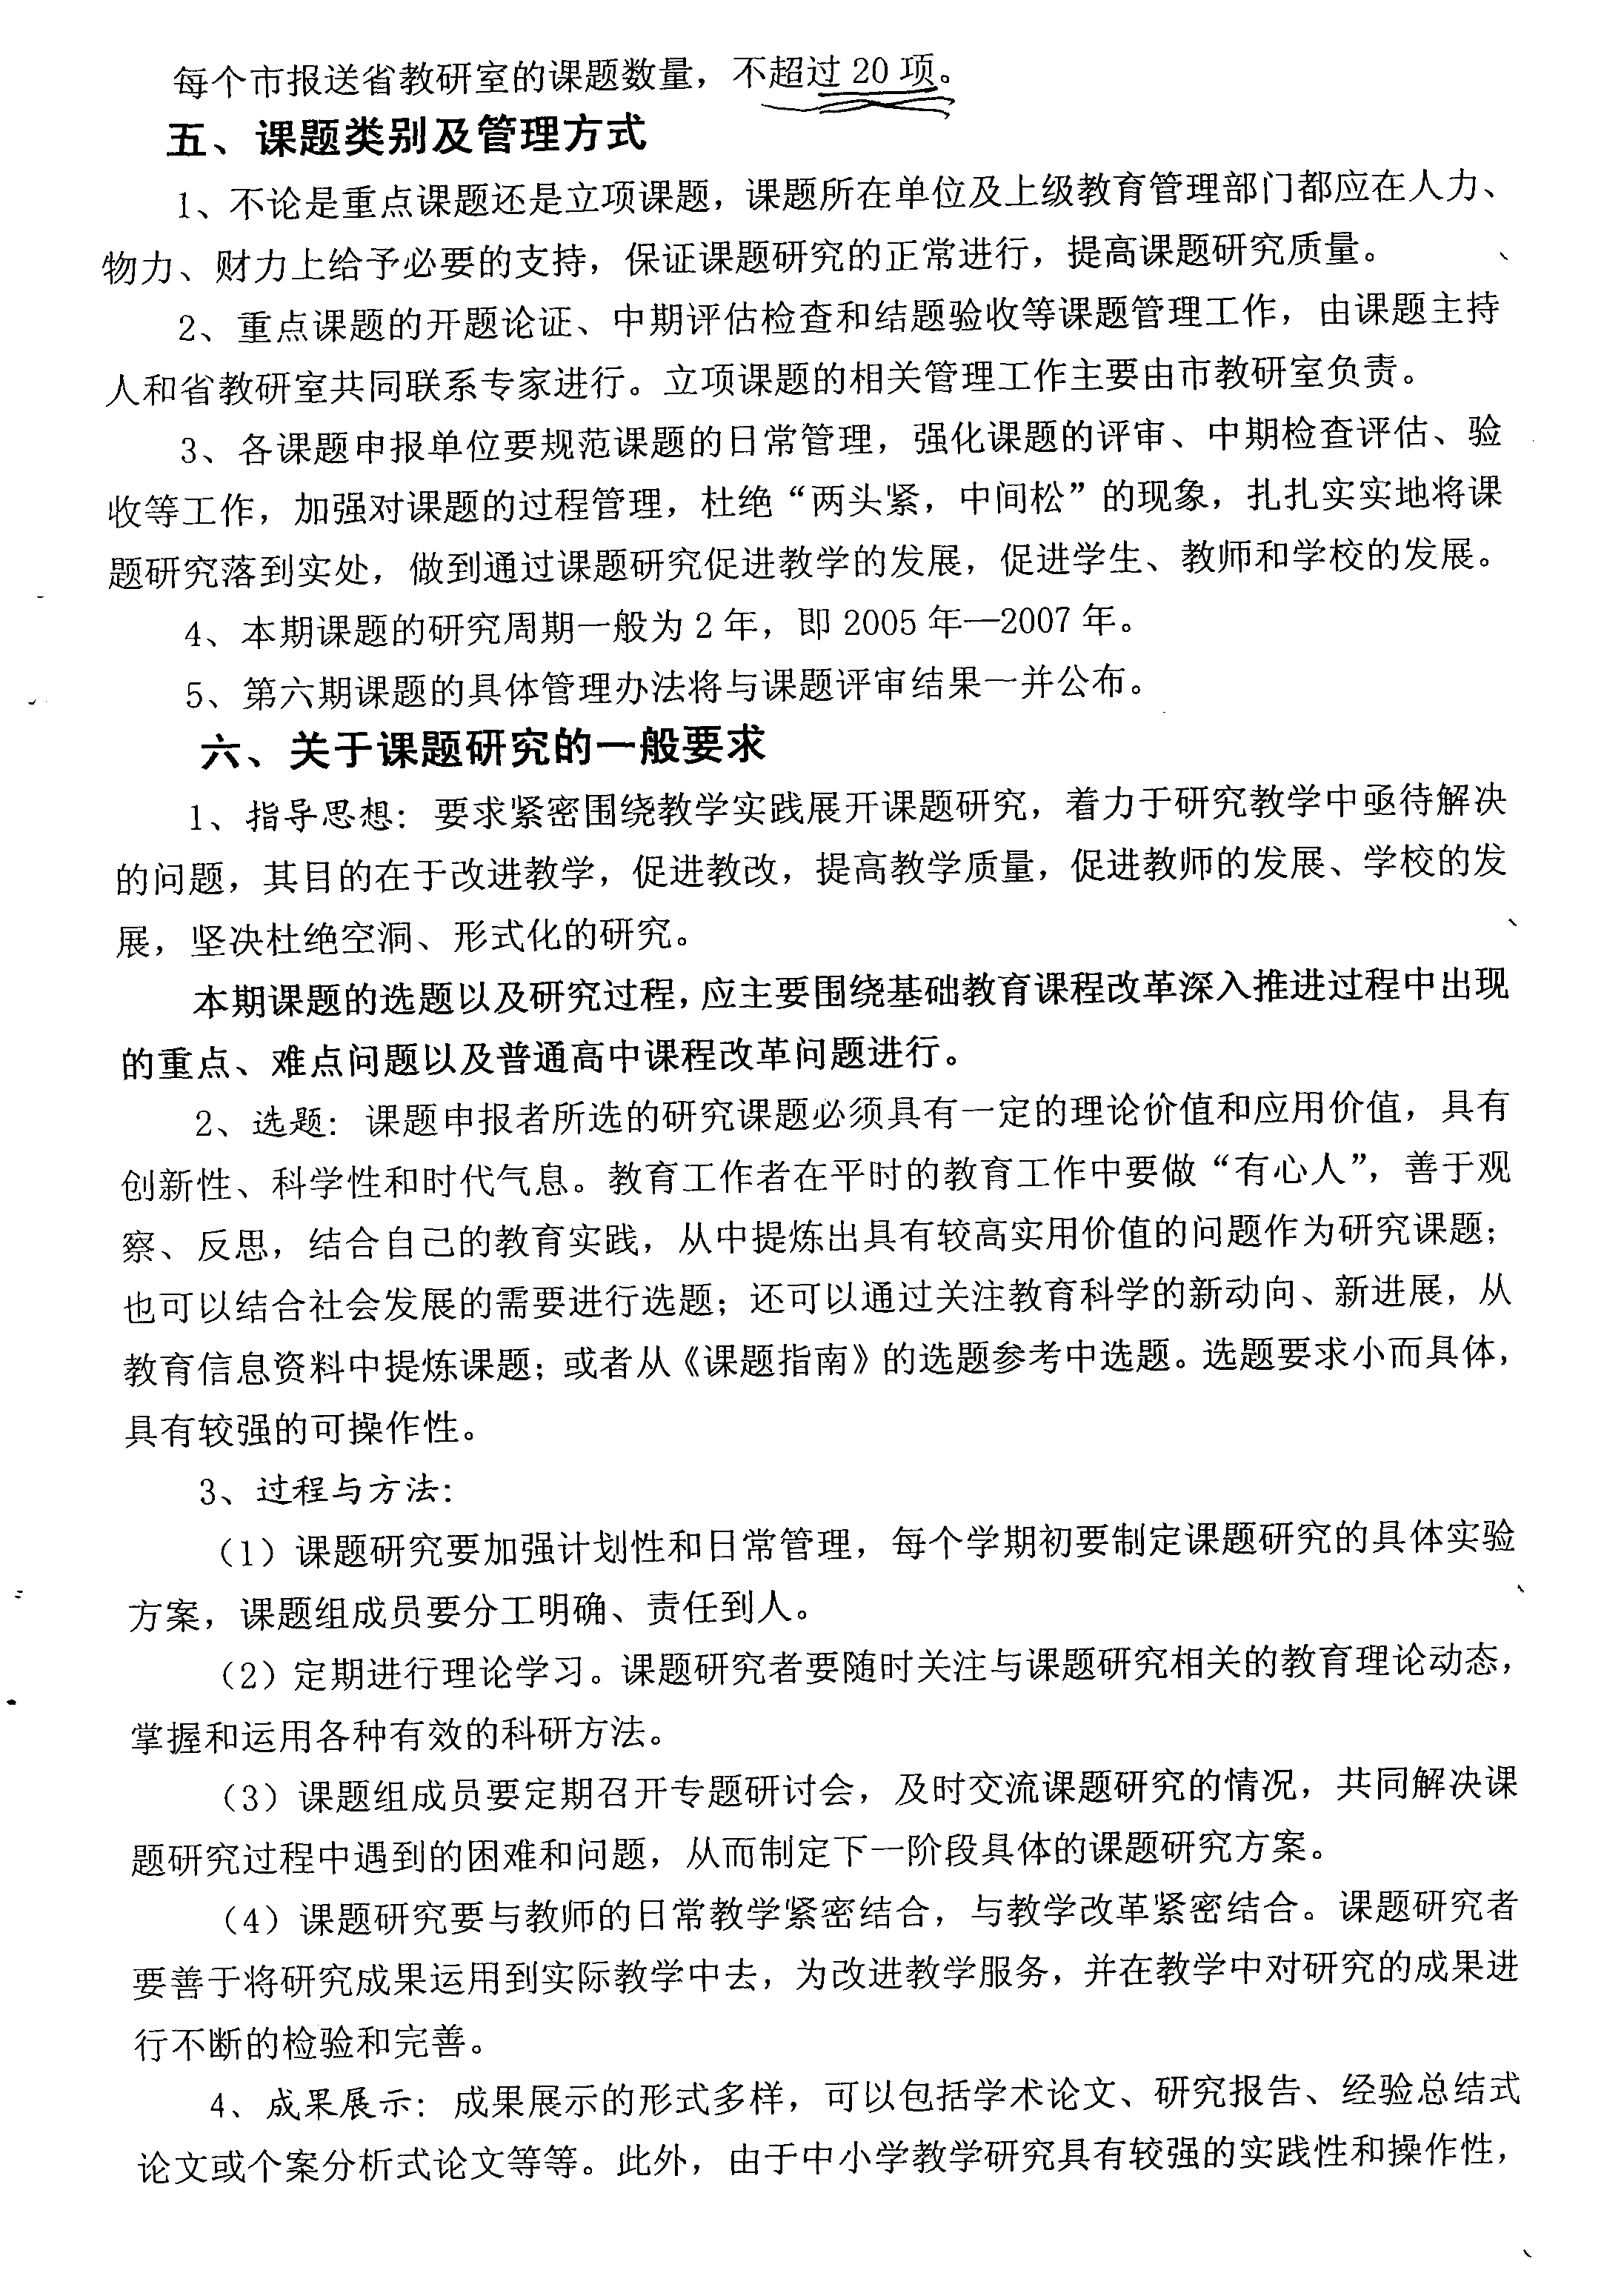 每个市报送省教研室的课题数量，不超过 20 项。
五、课题类别及管理方式
1、不论是重点课题还是立项课题，课题所在单位及上级教育管理部门都应在人力、
物力、财力上给予必要的支持，保证课题研究的正常进行，提高课题研究质量。
2、重点课题的开题论证、中期评估检查和结题验收等课题管理工作，由课题主持
人和省教研室共同联系专家进行。立项课题的相关管理工作主要由市教研室负责。
3、各课题申报单位要规范课题的日常管理，强化课题的评审、中期检查评估、验
收等工作，加强对课题的过程管理，杜绝“两头紧，中间松”的现象，扎扎实实地将课
题研究落到实处，做到通过课题研究促进教学的发展，促进学生、教师和学校的发展。
4、本期课题的研究周期一般为 2 年，即 2005 年—2007 年。
5、第六期课题的具体管理办法将与课题评审结果一并公布。
六、关于课题研究的一般要求
1、指导思想：要求紧密围绕教学实践展开课题研究，着力于研究教学中亟待解决
的问题，其目的在于改进教学，促进教改，提高教学质量，促进教师的发展、学校的发
展，坚决杜绝空洞、形式化的研究。
本期课题的选题以及研究过程，应主要围绕基础教育课程改革深入推进过程中出现
的重点、难点问题以及普通高中课程改革问题进行。
2、选题：课题申报者所选的研究课题必须具有一定的理论价值和应用价值，具有
创新性、科学性和时代气息。教育工作者在平时的教育工作中要做“有心人”，善于观
察、反思，结合自己的教育实践，从中提炼出具有较高实用价值的问题作为研究课题；
也可以结合社会发展的需要进行选题；还可以通过关注教育科学的新动向、新进展，从
教育信息资料中提炼课题；或者从《课题指南》的选题参考中选题。选题要求小而具体，
具有较强的可操作性。
3、过程与方法：
（1）课题研究要加强计划性和日常管理，每个学期初要制定课题研究的具体实验
方案，课题组成员要分工明确、责任到人。
（2）定期进行理论学习。课题研究者要随时关注与课题研究相关的教育理论动态，
掌握和运用各种有效的科研方法。
（3）课题组成员要定期召开专题研讨会，及时交流课题研究的情况，共同解决课
题研究过程中遇到的困难和问题，从而制定下一阶段具体的课题研究方案。
（4）课题研究要与教师的日常教学紧密结合，与教学改革紧密结合。课题研究者
要善于将研究成果运用到实际教学中去，为改进教学服务，并在教学中对研究的成果进
行不断的检验和完善。
4、成果展示：成果展示的形式多样，可以包括学术论文、研究报告、经验总结式
论文或个案分析式论文等等。此外，由于中小学教学研究具有较强的实践性和操作性，